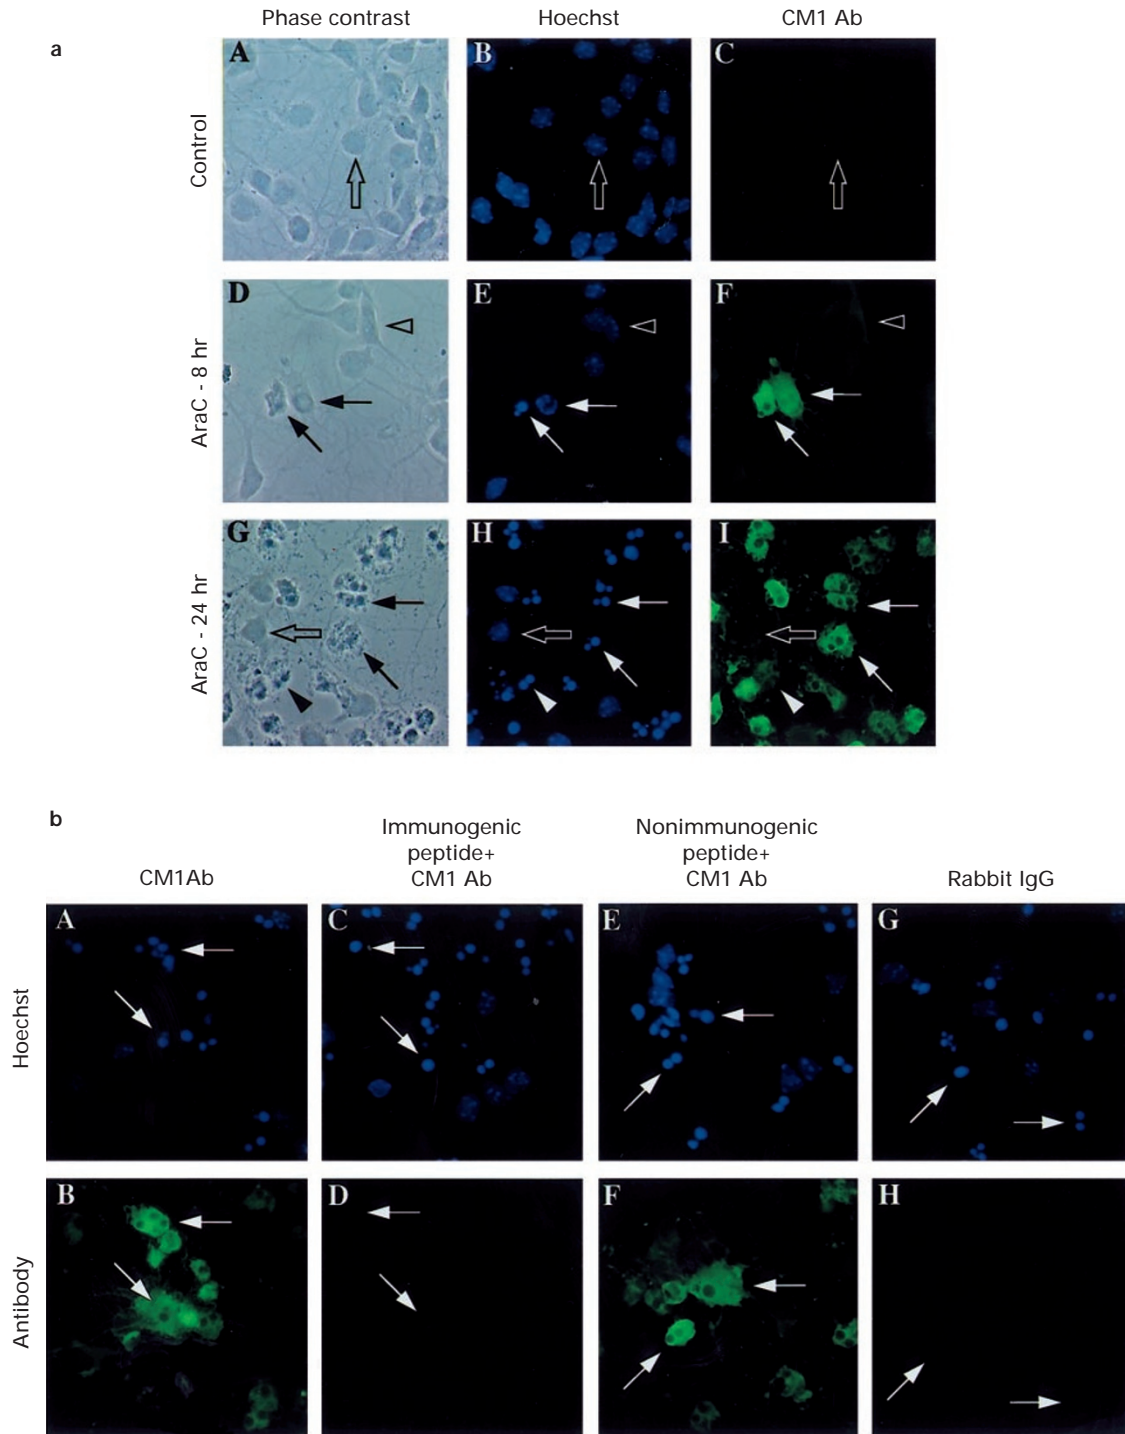 a
Phase contrast
Hoechst
CM1 Ab
Control
A
B
C
AraC - 8 hr
D
E
F
AraC - 24 hr
G
H
I
b
CM1Ab
Immunogenic
peptide+
CM1 Ab
Nonimmunogenic
peptide+
CM1 Ab
Rabbit IgG
Hoechst
A
C
E
G
Antibody
B
D
F
H